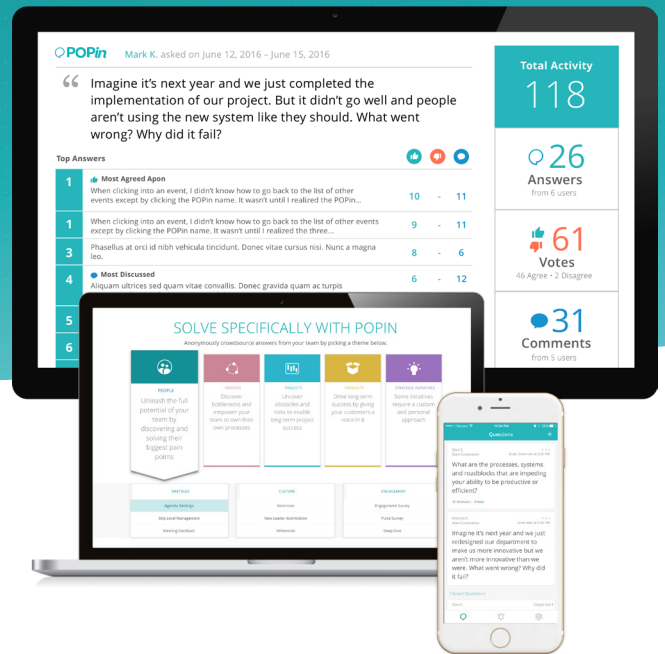 POPin
Mark K. asked on June 12, 2016 – June 15, 2016
“ Imagine it’s next year and we just completed the
implementation of our project. But it didn’t go well and people
aren’t using the new system like they should. What went
wrong? Why did it fail?
Top Answers
1 Most Agreed Apon
When clicking into an event, I didn’t know how to go back to the list of other
events except by clicking the POPin name. It wasn’t until I realized the POPin...
10 - 11
1 When clicking into an event, I didn’t know how to go back to the list of other events
except by clicking the POPin name. It wasn’t until I realized the three...
9 - 11
3 Phasellus at orci id nibh vehicula tincidunt. Donec vitae cursus nisi. Nunc a magna
leo.
8 - 6
4 Most Discussed
Aliquam ultrices sed quam vitae convallis. Donec gravida quam ac turpis
6 - 12
5
6
Total Activity
118
26
Answers
from 6 users
61
Votes
46 Agree • 2 Disagree
31
Comments
from 5 users
SOLVE SPECIFICALLY WITH POPIN
Anonymously crowdsource answers from your team by picking a theme below.
PEOPLE
Unleash the full
potential of your
team by
discovering and
solving their
biggest pain
points
PROCESS
Discover
bottlenecks and
empower your
team to own their
own processes
PROJECTS
Uncover
obstacles and
risks to enable
long term project
success
PRODUCTS
Drive long-term
success by giving
your customers a
voice in it
STRATEGIC INITIATIVES
Some initiatives
require a custom
and personal
approach
MEETINGS
Agenda Settings
Skip Level Management
Meeting Feedback
CULTURE
Retention
New Leader Assimilation
Millennials
ENGAGEMENT
Engagement Survey
Pulse Survey
Deep Dive
Questions
+
What are the processes, systems
and roadblocks that are impeding
your ability to be productive or
efficient?
Imagine it’s next year and we just
redesigned our department to
make us more innovative but we
aren’t more innovative than we
were. What went wrong? Why did
it fail?
Closed Questions